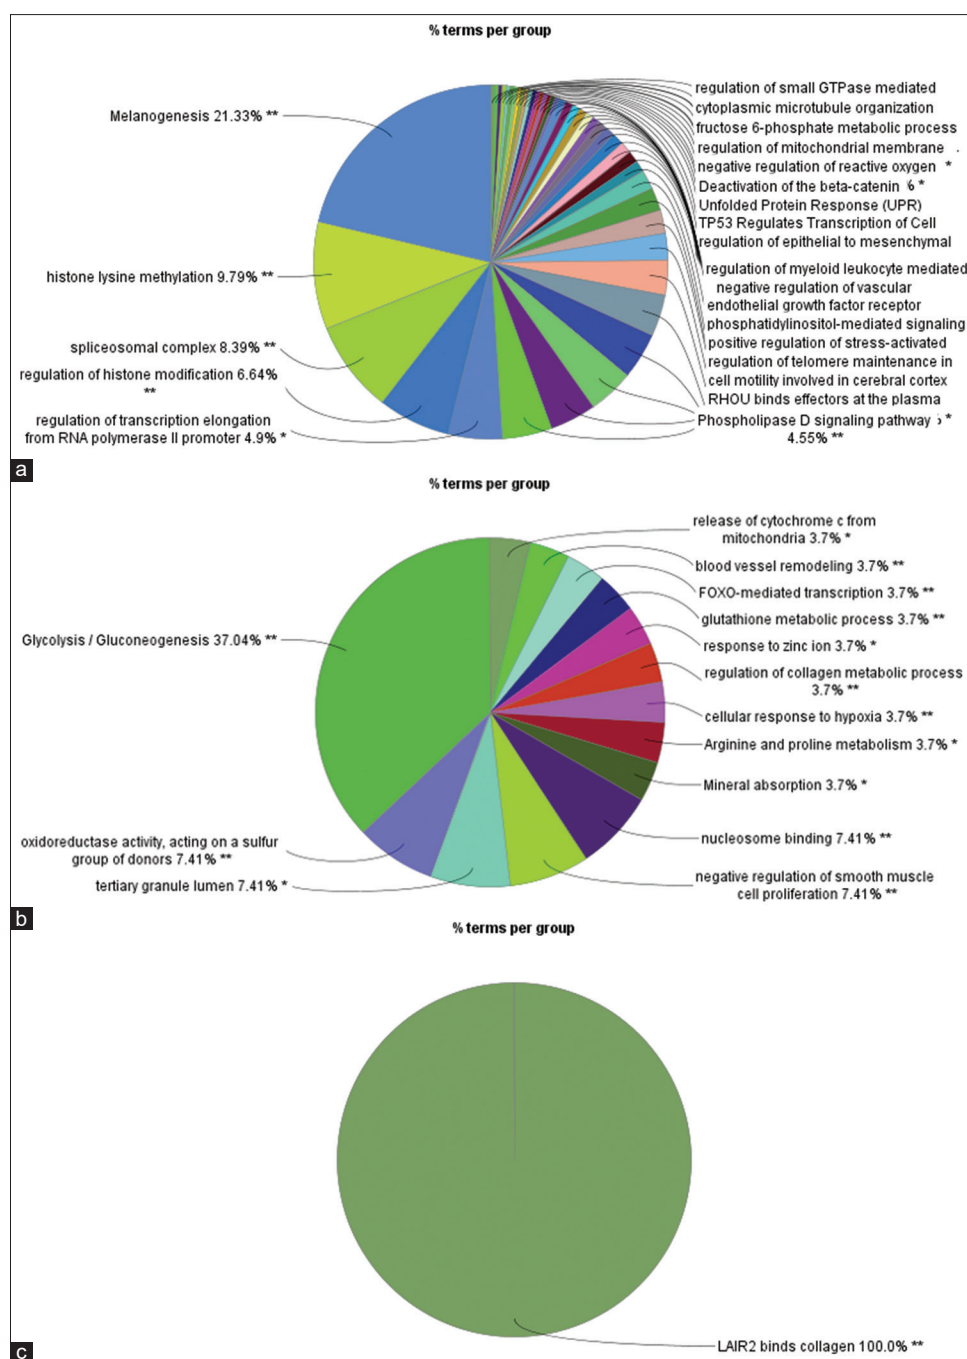 % terms per group
Melanogenesis 21.33% **
histone lysine methylation 9.79% **
spliceosomal complex 8.39% **
regulation of histone modification 6.64%
**
regulation of transcription elongation
from RNA polymerase II promoter 4.9% *
regulation of small GTPase mediated
cytoplasmic microtubule organization
fructose 6-phosphate metabolic process
regulation of mitochondrial membrane
negative regulation of reactive oxygen *
Deactivation of the beta-catenin % *
Unfolded Protein Response (UPR)
TP53 Regulates Transcription of Cell
regulation of epithelial to mesenchymal
regulation of myeloid leukocyte mediated
negative regulation of vascular
endothelial growth factor receptor
phosphatidylinositol-mediated signaling
positive regulation of stress-activated
regulation of telomere maintenance in
cell motility involved in cerebral cortex
RHOU binds effectors at the plasma
Phospholipase D signaling pathway *
4.55% **
a
% terms per group
release of cytochrome c from
mitochondria 3.7% *
blood vessel remodeling 3.7% **
FOXO-mediated transcription 3.7% **
glutathione metabolic process 3.7% **
response to zinc ion 3.7% *
regulation of collagen metabolic process
3.7% **
cellular response to hypoxia 3.7% **
Arginine and proline metabolism 3.7% *
Mineral absorption 3.7% *
nucleosome binding 7.41% **
negative regulation of smooth muscle
cell proliferation 7.41% **
Glycolysis / Gluconeogenesis 37.04% **
oxidoreductase activity, acting on a sulfur
group of donors 7.41% **
tertiary granule lumen 7.41% *
b
% terms per group
LAIR2 binds collagen 100.0% **
c